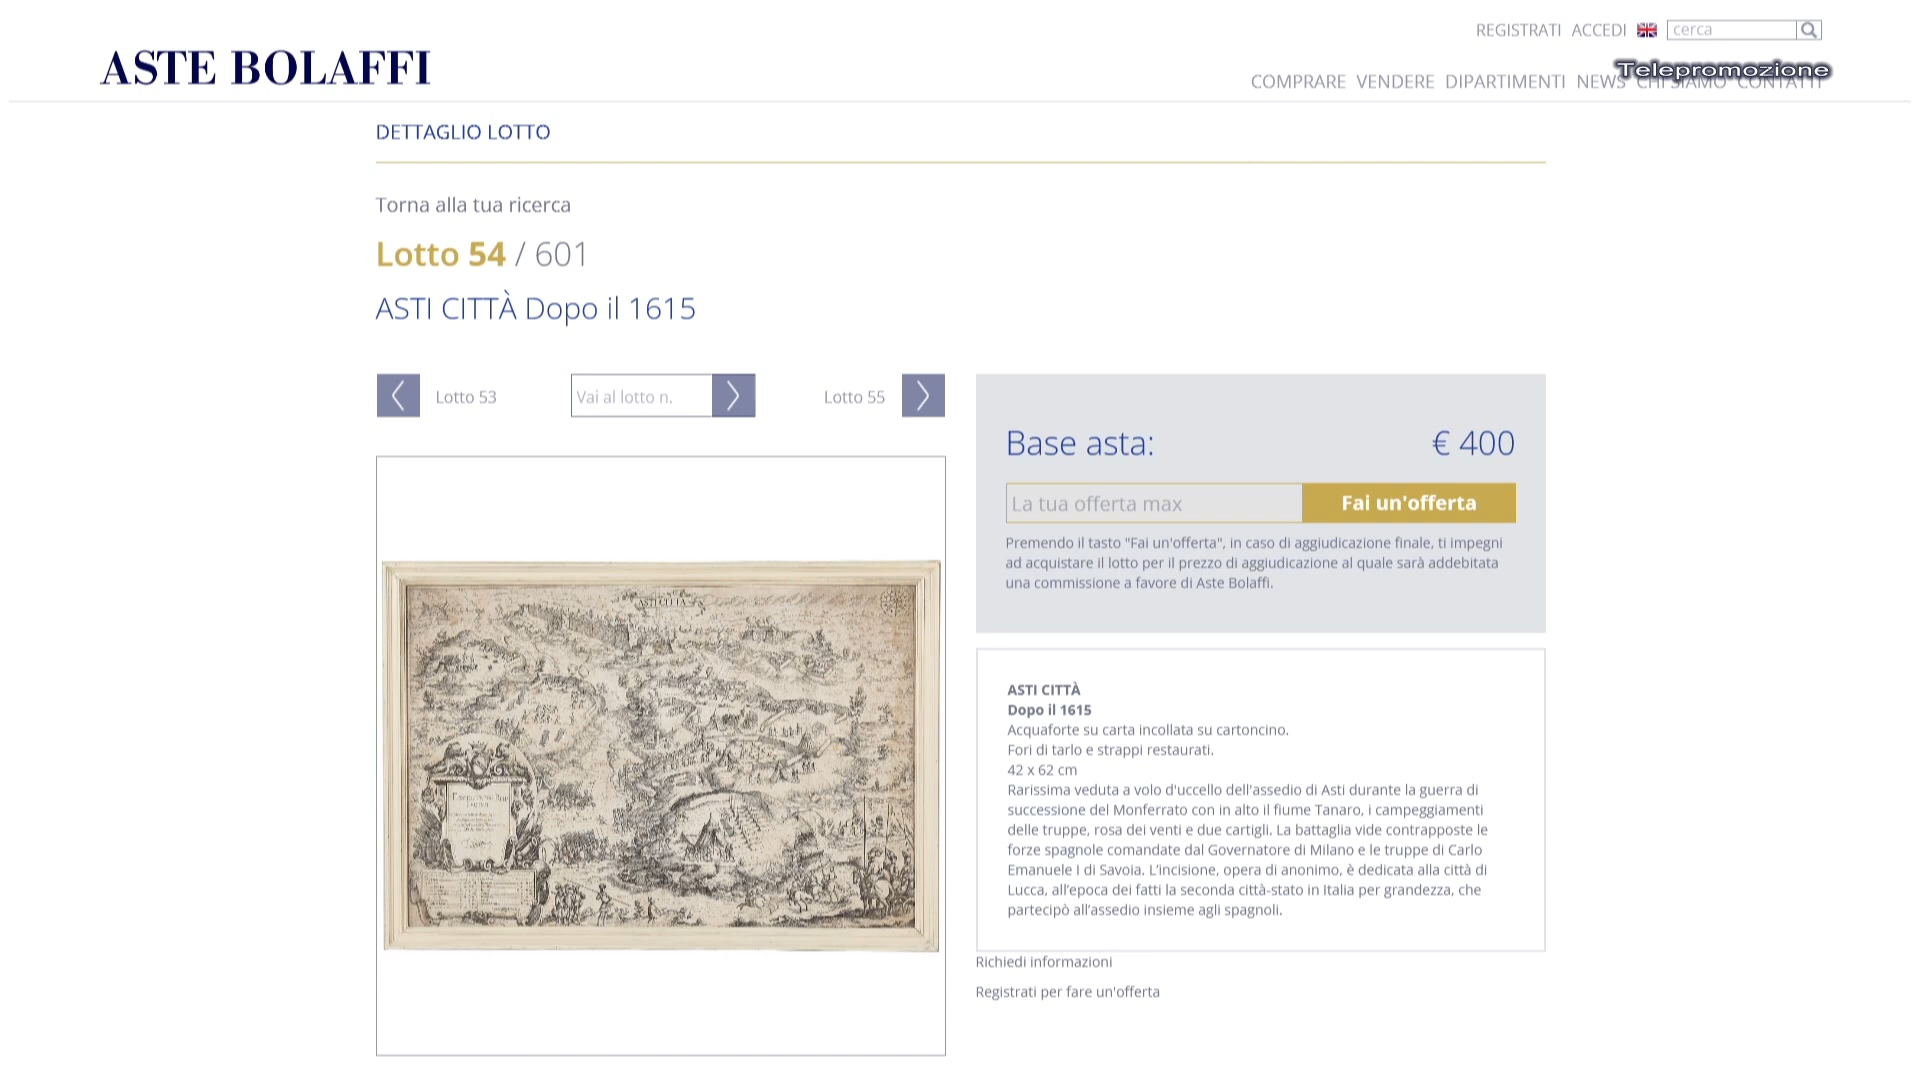 REGISTRATI ACCEDI cerca
ASTE BOLAFFI
Telepromozione
COMPRARE VENDERE DIPARTIMENTI NEWS CHI SIAMO CONTATTI
DETTAGLIO LOTTO
Torna alla tua ricerca
Lotto 54 / 601
ASTI CITTÀ Dopo il 1615
Lotto 53
Vai al lotto n.
Lotto 55
Base asta: € 400
La tua offerta max
Fai un'offerta
Premendo il tasto "Fai un'offerta", in caso di aggiudicazione finale, ti impegni
ad acquistare il lotto per il prezzo di aggiudicazione al quale sarà addebitata
una commissione a favore di Aste Bolaffi.
ASTI CITTÀ
Dopo il 1615
Acquaforte su carta incollata su cartoncino.
Fori di tarlo e strappi restaurati.
42 x 62 cm
Rarissima veduta a volo d'uccello dell'assedio di Asti durante la guerra di
successione del Monferrato con in alto il fiume Tanaro, i campeggiamenti
delle truppe, rosa dei venti e due cartigli. La battaglia vide contrapposte le
forze spagnole comandate dal Governatore di Milano e le truppe di Carlo
Emanuele I di Savoia. L’incisione, opera di anonimo, è dedicata alla città di
Lucca, all’epoca dei fatti la seconda città-stato in Italia per grandezza, che
partecipò all’assedio insieme agli spagnoli.
Richiedi informazioni
Registrati per fare un'offerta